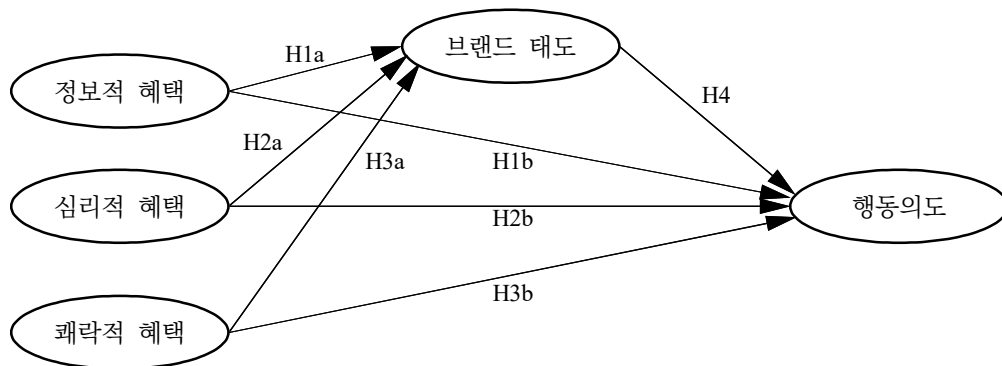 브랜드 태도
H1a
정보적 혜택
H4
H2a
H3a
H1b
심리적 혜택
H2b
행동의도
H3b
쾌락적 혜택